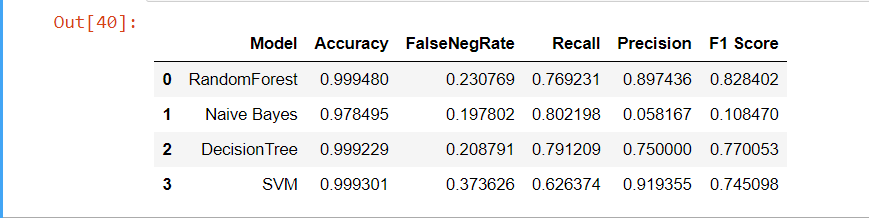 Out[40]:
Model Accuracy FalseNegRate Recall Precision F1 Score
0 RandomForest 0.999480 0.230769 0.769231 0.897436 0.828402
1 Naive Bayes 0.978495 0.197802 0.802198 0.058167 0.108470
2 DecisionTree 0.999229 0.208791 0.791209 0.750000 0.770053
3 SVM 0.999301 0.373626 0.626374 0.919355 0.745098